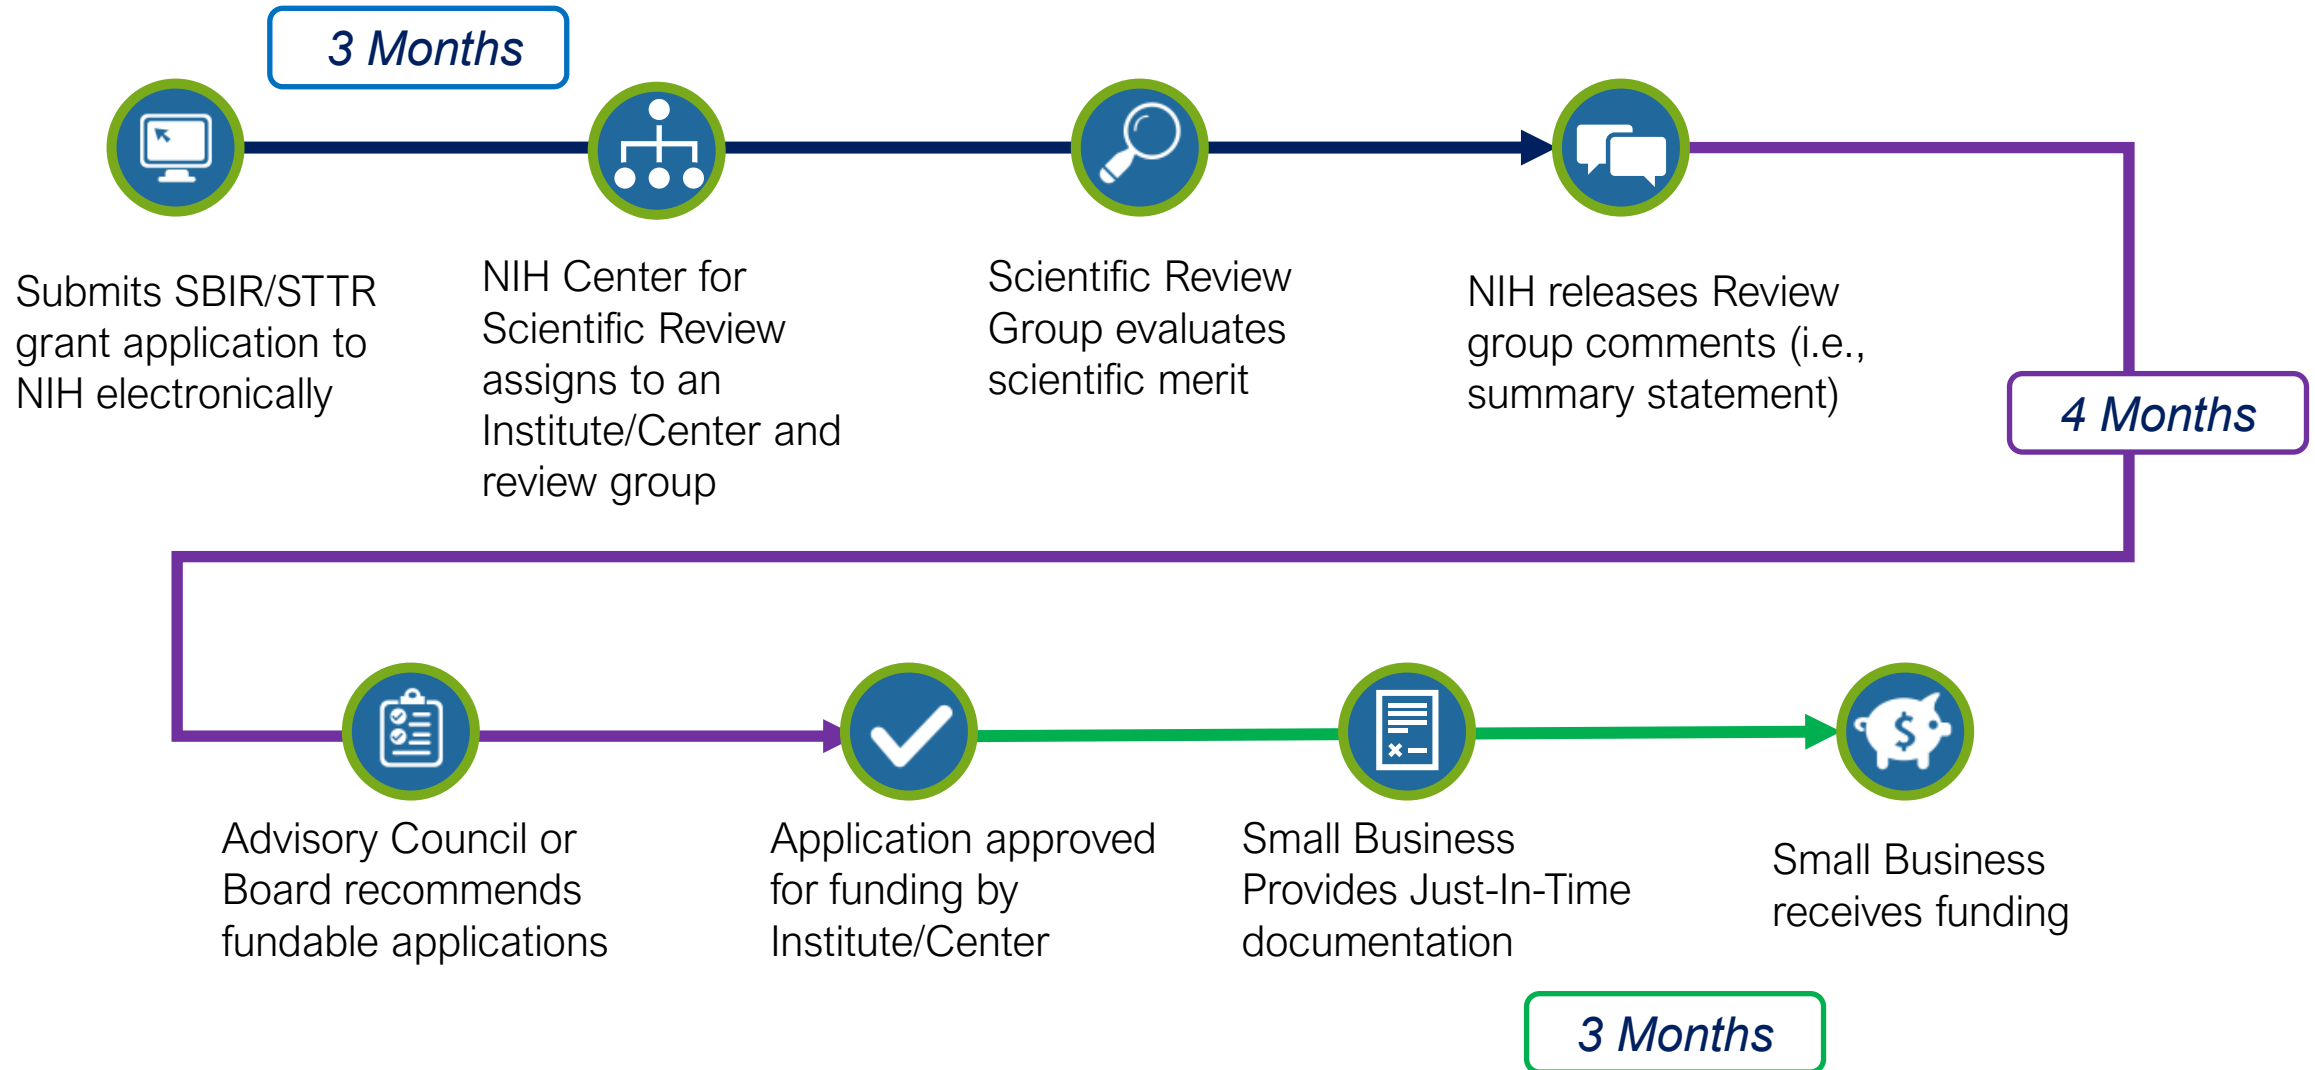 3 Months
Submits SBIR/STTR
grant application to
NIH electronically
NIH Center for
Scientific Review
assigns to an
Institute/Center and
review group
Scientific Review
Group evaluates
scientific merit
NIH releases Review
group comments (i.e.,
summary statement)
4 Months
Advisory Council or
Board recommends
fundable applications
Application approved
for funding by
Institute/Center
Small Business
Provides Just-In-Time
documentation
$
Small Business
receives funding
3 Months